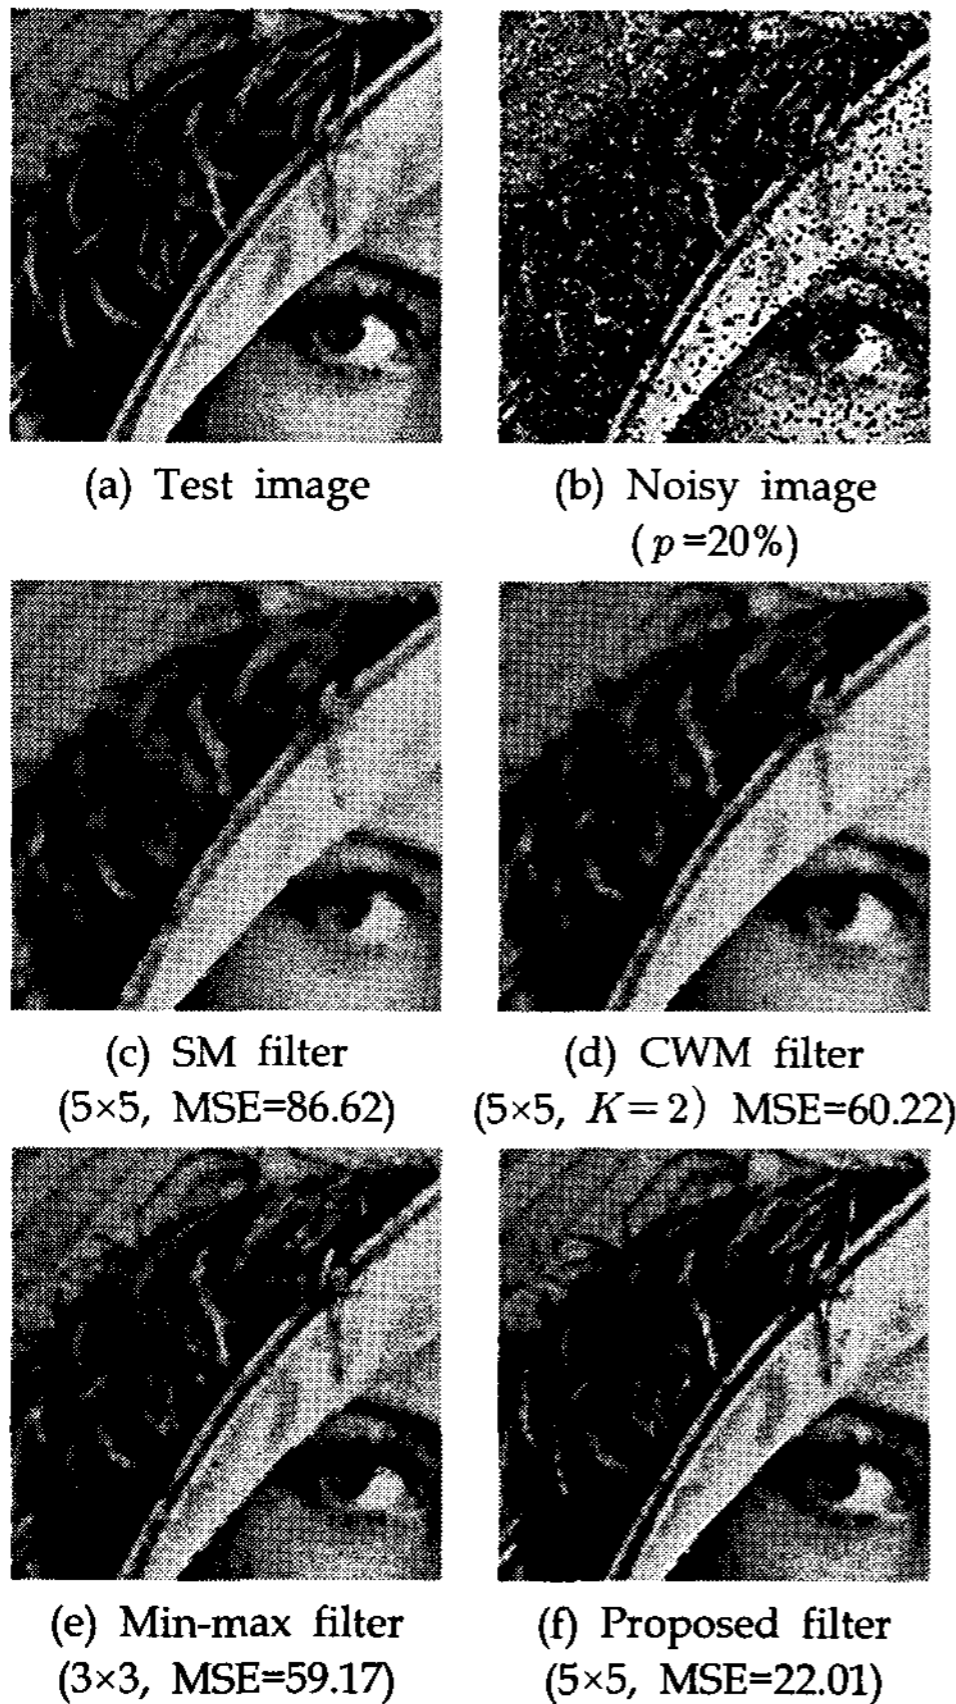 (a) Test image
(b) Noisy image
(p=20%)
(c) SM filter
(5×5, MSE=86.62)
(d) CWM filter
(5×5, K=2) MSE=60.22)
(e) Min-max filter
(3×3, MSE=59.17)
(f) Proposed filter
(5×5, MSE=22.01)